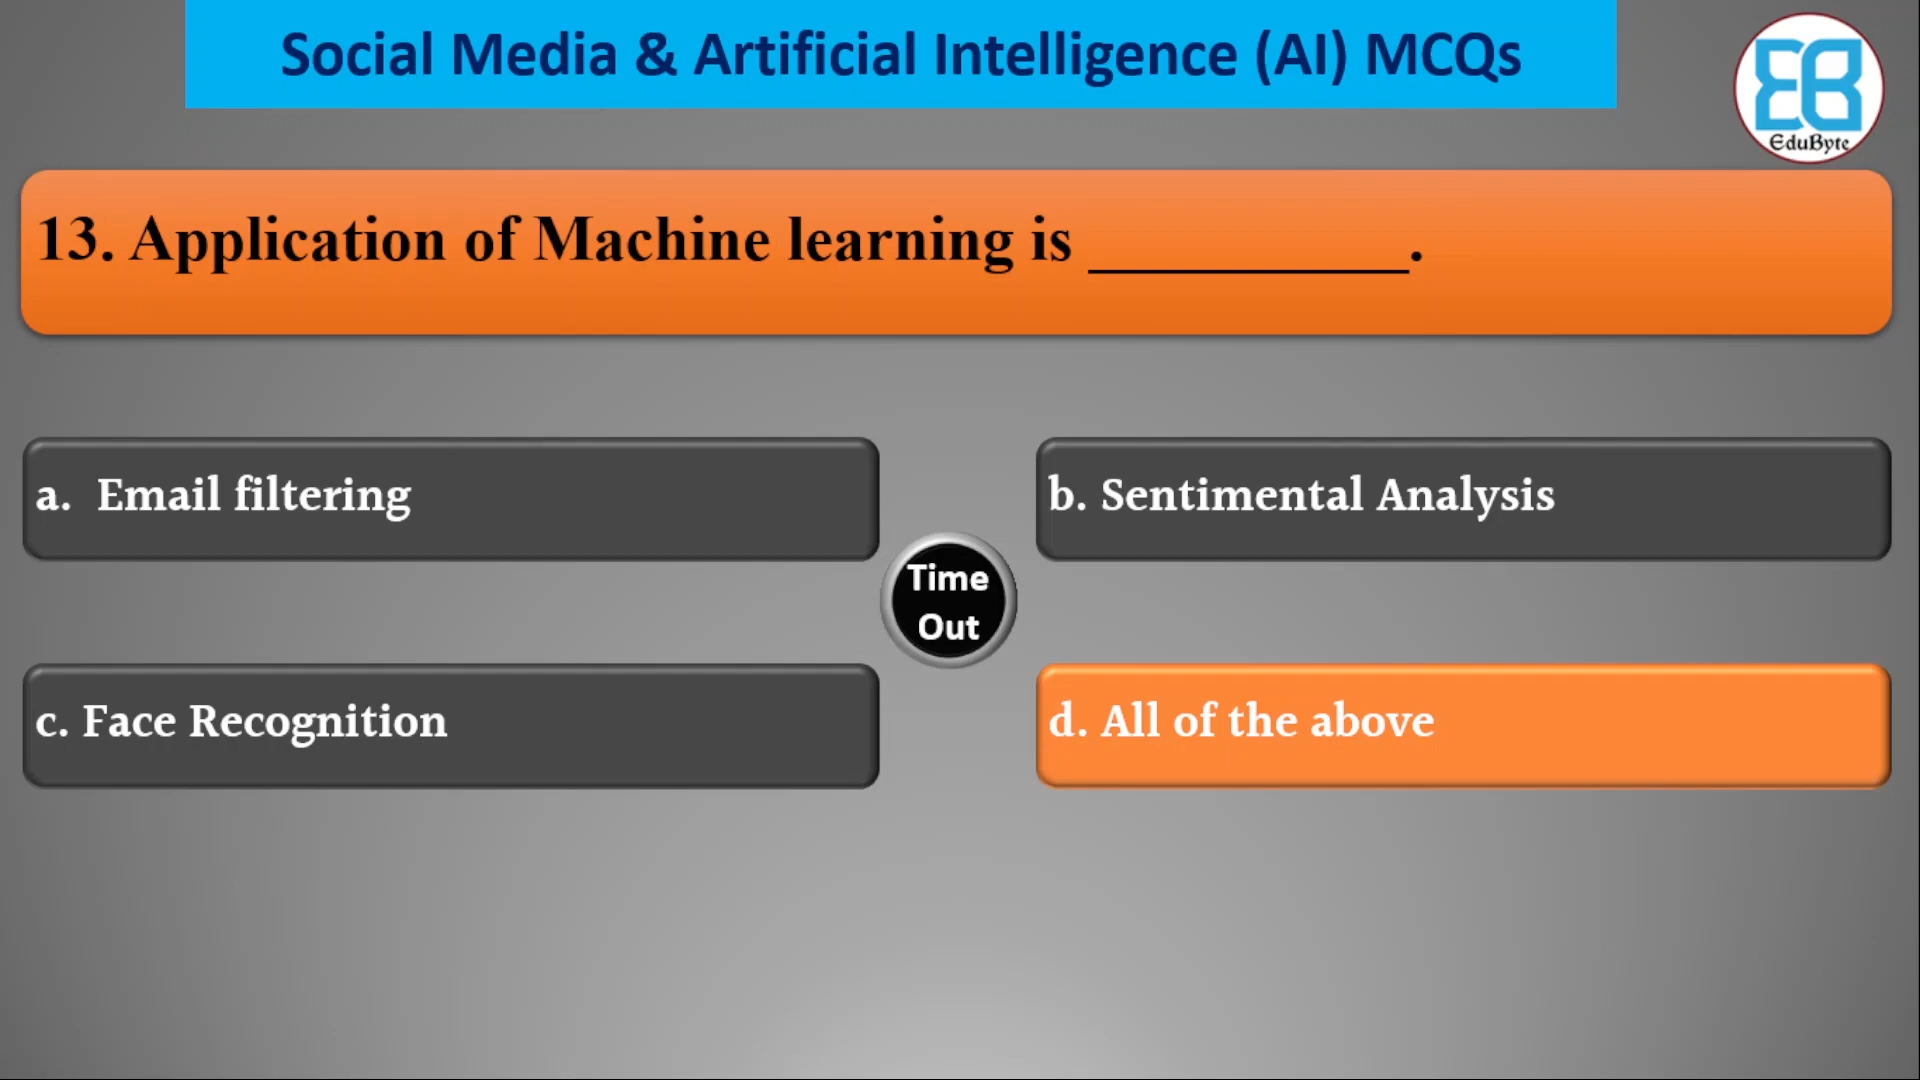 Social Media & Artificial Intelligence (AI) MCQs
EduByte
13. Application of Machine learning is __________.
a. Email filtering
b. Sentimental Analysis
Time
Out
c. Face Recognition
d. All of the above